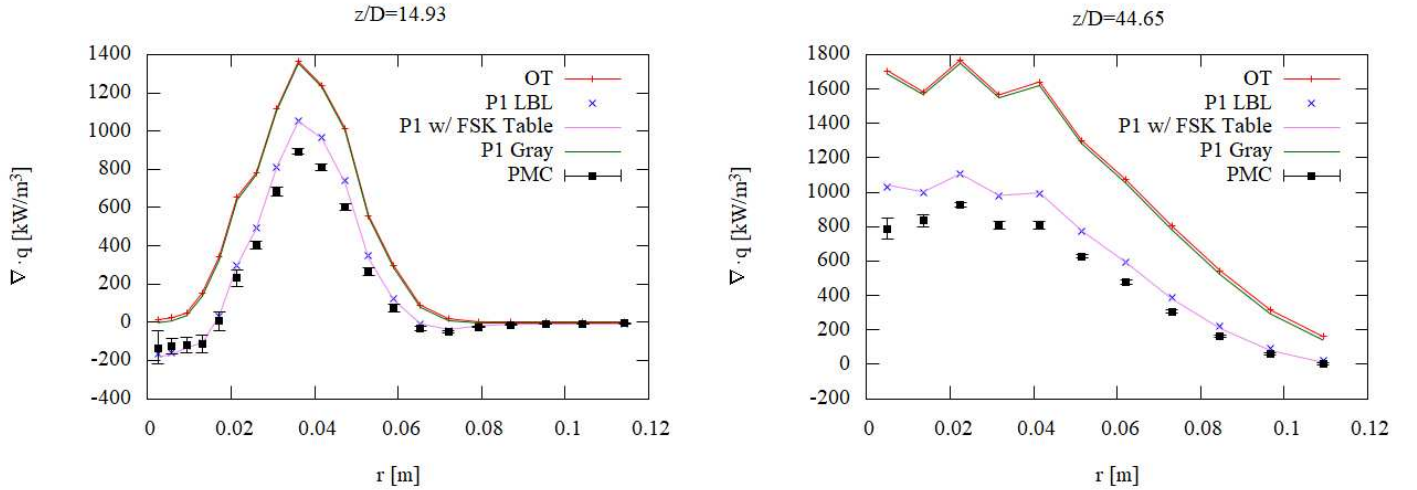 z/D=14.93
1400
1200
1000
800
600
400
200
0
-200
-400
∇·q [kW/m³]
OT
P1 LBL
P1 w/ FSK Table
P1 Gray
PMC
0 0.02 0.04 0.06 0.08 0.1 0.12
r [m]
z/D=44.65
1800
1600
1400
1200
1000
800
600
400
200
0
-200
∇·q [kW/m³]
OT
P1 LBL
P1 w/ FSK Table
P1 Gray
PMC
0 0.02 0.04 0.06 0.08 0.1 0.12
r [m]